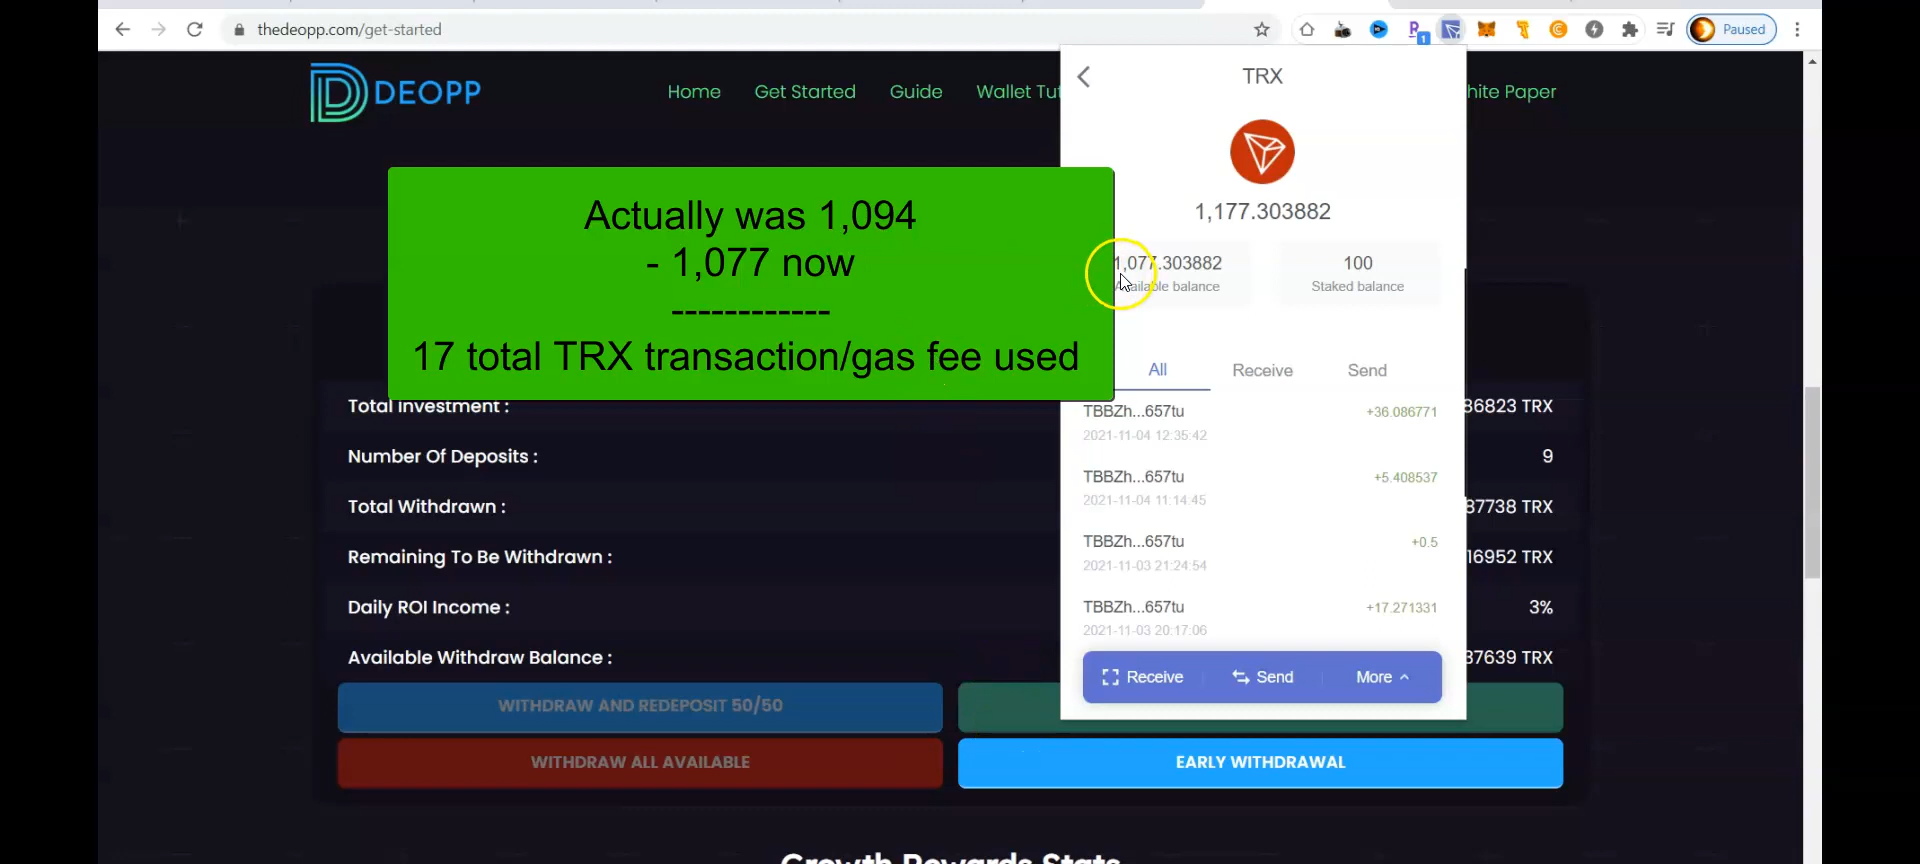 thedeopp.com/get-started
Paused
1
DEOPP
Home
Get Started
Guide
Wallet Tut
hite Paper
TRX
1,177.303882
Actually was 1,094
- 1,077 now
------------
17 total TRX transaction/gas fee used
1,077.303882
Available balance
100
Staked balance
All
Receive
Send
TBBZh...657tu
+36.086771
2021-11-04 12:35:42
TBBZh...657tu
+5.408537
2021-11-04 11:14:45
TBBZh...657tu
+0.5
2021-11-03 21:24:54
TBBZh...657tu
+17.271331
2021-11-03 20:17:06
Receive
Send
More
Total Investment :
36823 TRX
Number Of Deposits :
9
Total Withdrawn :
37738 TRX
Remaining To Be Withdrawn :
16952 TRX
Daily ROI Income :
3%
Available Withdraw Balance :
37639 TRX
WITHDRAW AND REDEPOSIT 50/50
WITHDRAW ALL AVAILABLE
EARLY WITHDRAWAL
Growth Rewards Stats